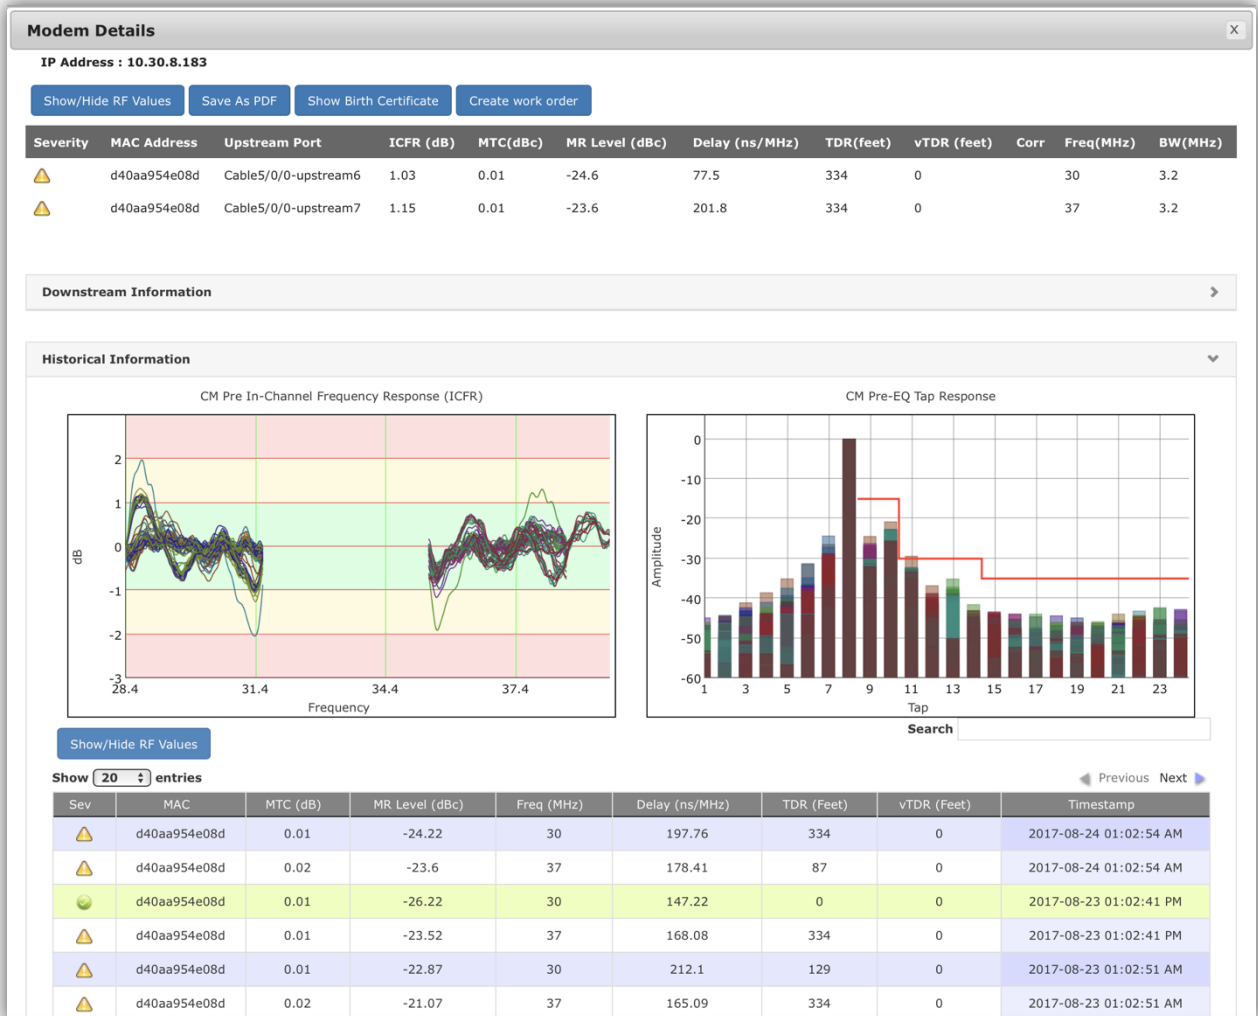 Modem Details
X
IP Address : 10.30.8.183
Show/Hide RF Values Save As PDF Show Birth Certificate Create work order
Severity MAC Address Upstream Port ICFR (dB) MTC(dBc) MR Level (dBc) Delay (ns/MHz) TDR(feet) vTDR (feet) Corr Freq(MHz) BW(MHz)
d40aa954e08d Cable5/0/0-upstream6 1.03 0.01 -24.6 77.5 334 0 30 3.2
d40aa954e08d Cable5/0/0-upstream7 1.15 0.01 -23.6 201.8 334 0 37 3.2
Downstream Information
Historical Information
CM Pre In-Channel Frequency Response (ICFR)
2
1
0
-1
-2
-3
dB
28.4 31.4 34.4 37.4
Frequency
CM Pre-EQ Tap Response
0
-10
-20
-30
-40
-50
-60
Amplitude
1 3 5 7 9 11 13 15 17 19 21 23
Tap
Search
Show/Hide RF Values
Show 20 entries
Previous Next
Sev MAC MTC (dB) MR Level (dBc) Freq (MHz) Delay (ns/MHz) TDR (Feet) vTDR (Feet) Timestamp
d40aa954e08d 0.01 -24.22 30 197.76 334 0 2017-08-24 01:02:54 AM
d40aa954e08d 0.02 -23.6 37 178.41 87 0 2017-08-24 01:02:54 AM
d40aa954e08d 0.01 -26.22 30 147.22 0 0 2017-08-23 01:02:41 PM
d40aa954e08d 0.01 -23.52 37 168.08 334 0 2017-08-23 01:02:41 PM
d40aa954e08d 0.01 -22.87 30 212.1 129 0 2017-08-23 01:02:51 AM
d40aa954e08d 0.02 -21.07 37 165.09 334 0 2017-08-23 01:02:51 AM